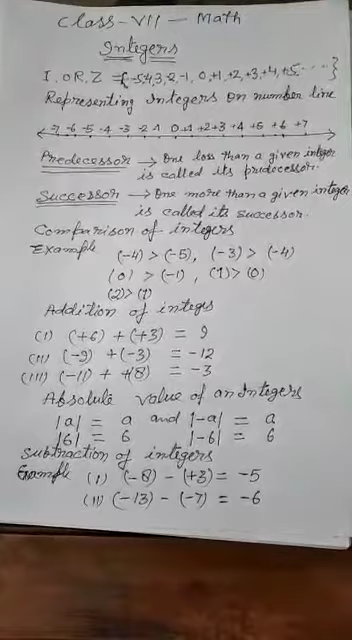 Class-VII - Math
Integers
I, OR, Z = {-5,4,3,-2,-1, 0,+1,+2,+3,+4,+5....}
Representing Integers on number line
-7 -6 -5 -4 -3 -2 -1 0 +1 +2 +3 +4 +5 +6 +7
Predecessor → One less than a given integer
is called its predecessor.
Successor → One more than a given integer
is called its successor.
Comparison of integers
Example (-4) > (-5), (-3) > (-4)
(0) > (-1), (1) > (0)
(2) > (1)
Addition of integes
(i) (+6) + (+3) = 9
(ii) (-9) + (-3) = -12
(iii) (-11) + +(8) = -3
Absolute value of an Integers
|a| = a and |-a| = a
|6| = 6 |-6| = 6
Subtraction of integers
Example (i) (-8) - (+3) = -5
(ii) (-13) - (-7) = -6